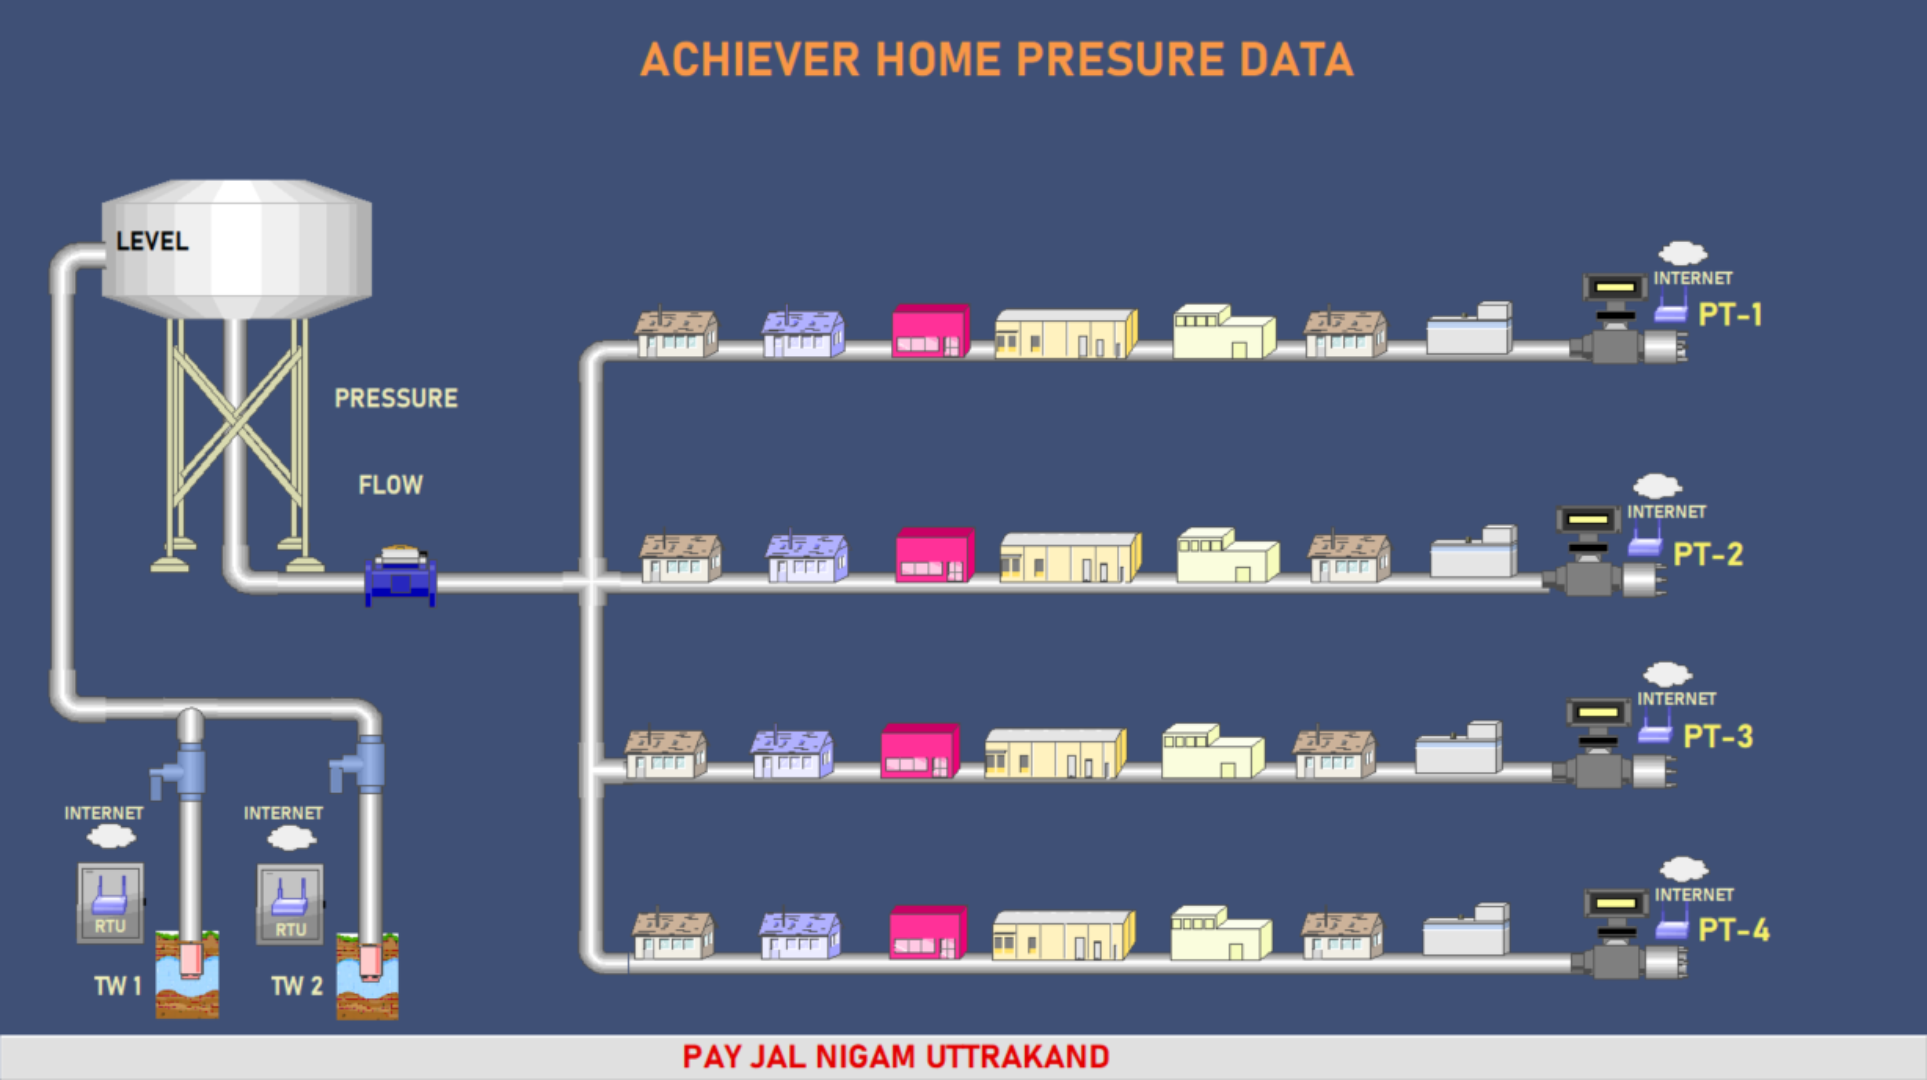 ACHIEVER HOME PRESURE DATA
LEVEL
PRESSURE
FLOW
INTERNET
PT-1
INTERNET
PT-2
INTERNET
PT-3
INTERNET
PT-4
INTERNET
RTU
TW 1
INTERNET
RTU
TW 2
PAY JAL NIGAM UTTRAKAND